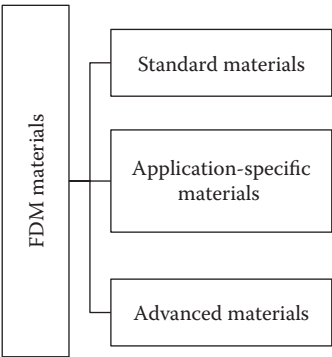 FDM materials
Standard materials
Application-specific
materials
Advanced materials